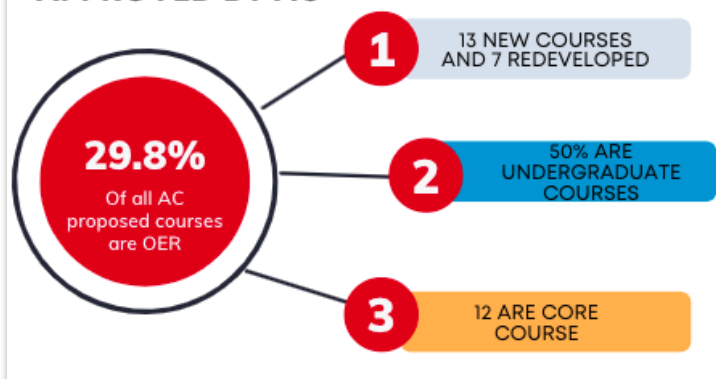 1
13 NEW COURSES
AND 7 REDEVELOPED
29.8%
Of all AC
proposed courses
are OER
2
50% ARE
UNDERGRADUATE
COURSES
3
12 ARE CORE
COURSE